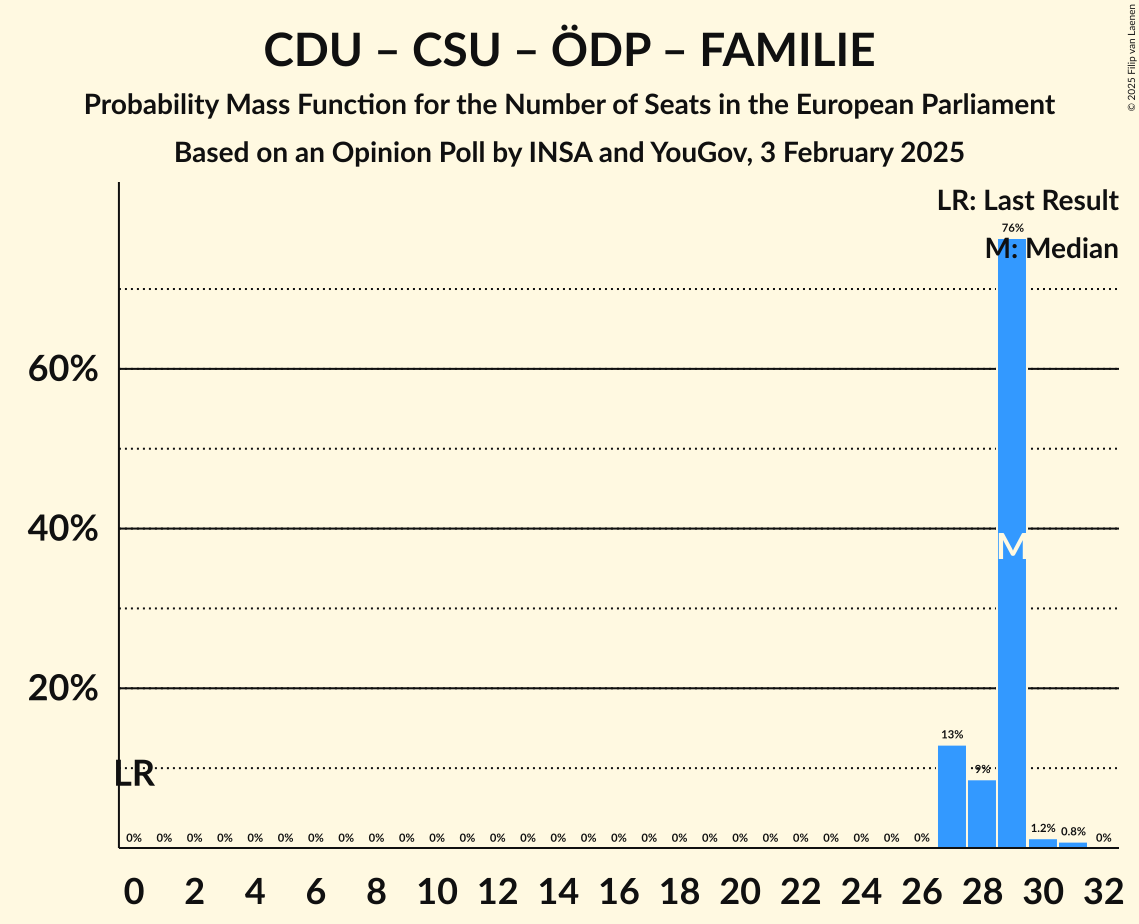 CDU – CSU – ÖDP – FAMILIE
Probability Mass Function for the Number of Seats in the European Parliament
Based on an Opinion Poll by INSA and YouGov, 3 February 2025
© 2025 Filip van Laenen
LR: Last Result
M: Median
76%
60%
40%
M
20%
13%
9%
LR
0% 0% 0% 0% 0% 0% 0% 0% 0% 0% 0% 0% 0% 0% 0% 0% 0% 0% 0% 0% 0% 0% 0% 0% 0% 0% 0% 1.2% 0.8% 0%
0 2 4 6 8 10 12 14 16 18 20 22 24 26 28 30 32